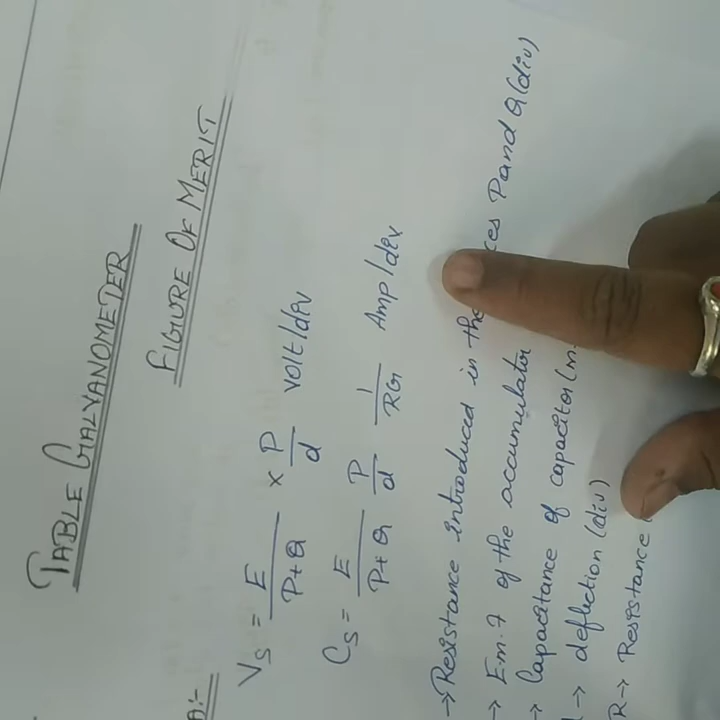 TABLE GALVANOMETER
FIGURE OF MERIT
A:-
VS = E/P+Q × P/d volt/div
CS = E/P+Q P/d 1/RG Amp/div
→ Resistance introduced in the ces P and Q (div)
→ E.m.f of the accumulator
→ Capacitance of capacitor (m
→ deflection (div)
R → Resistance